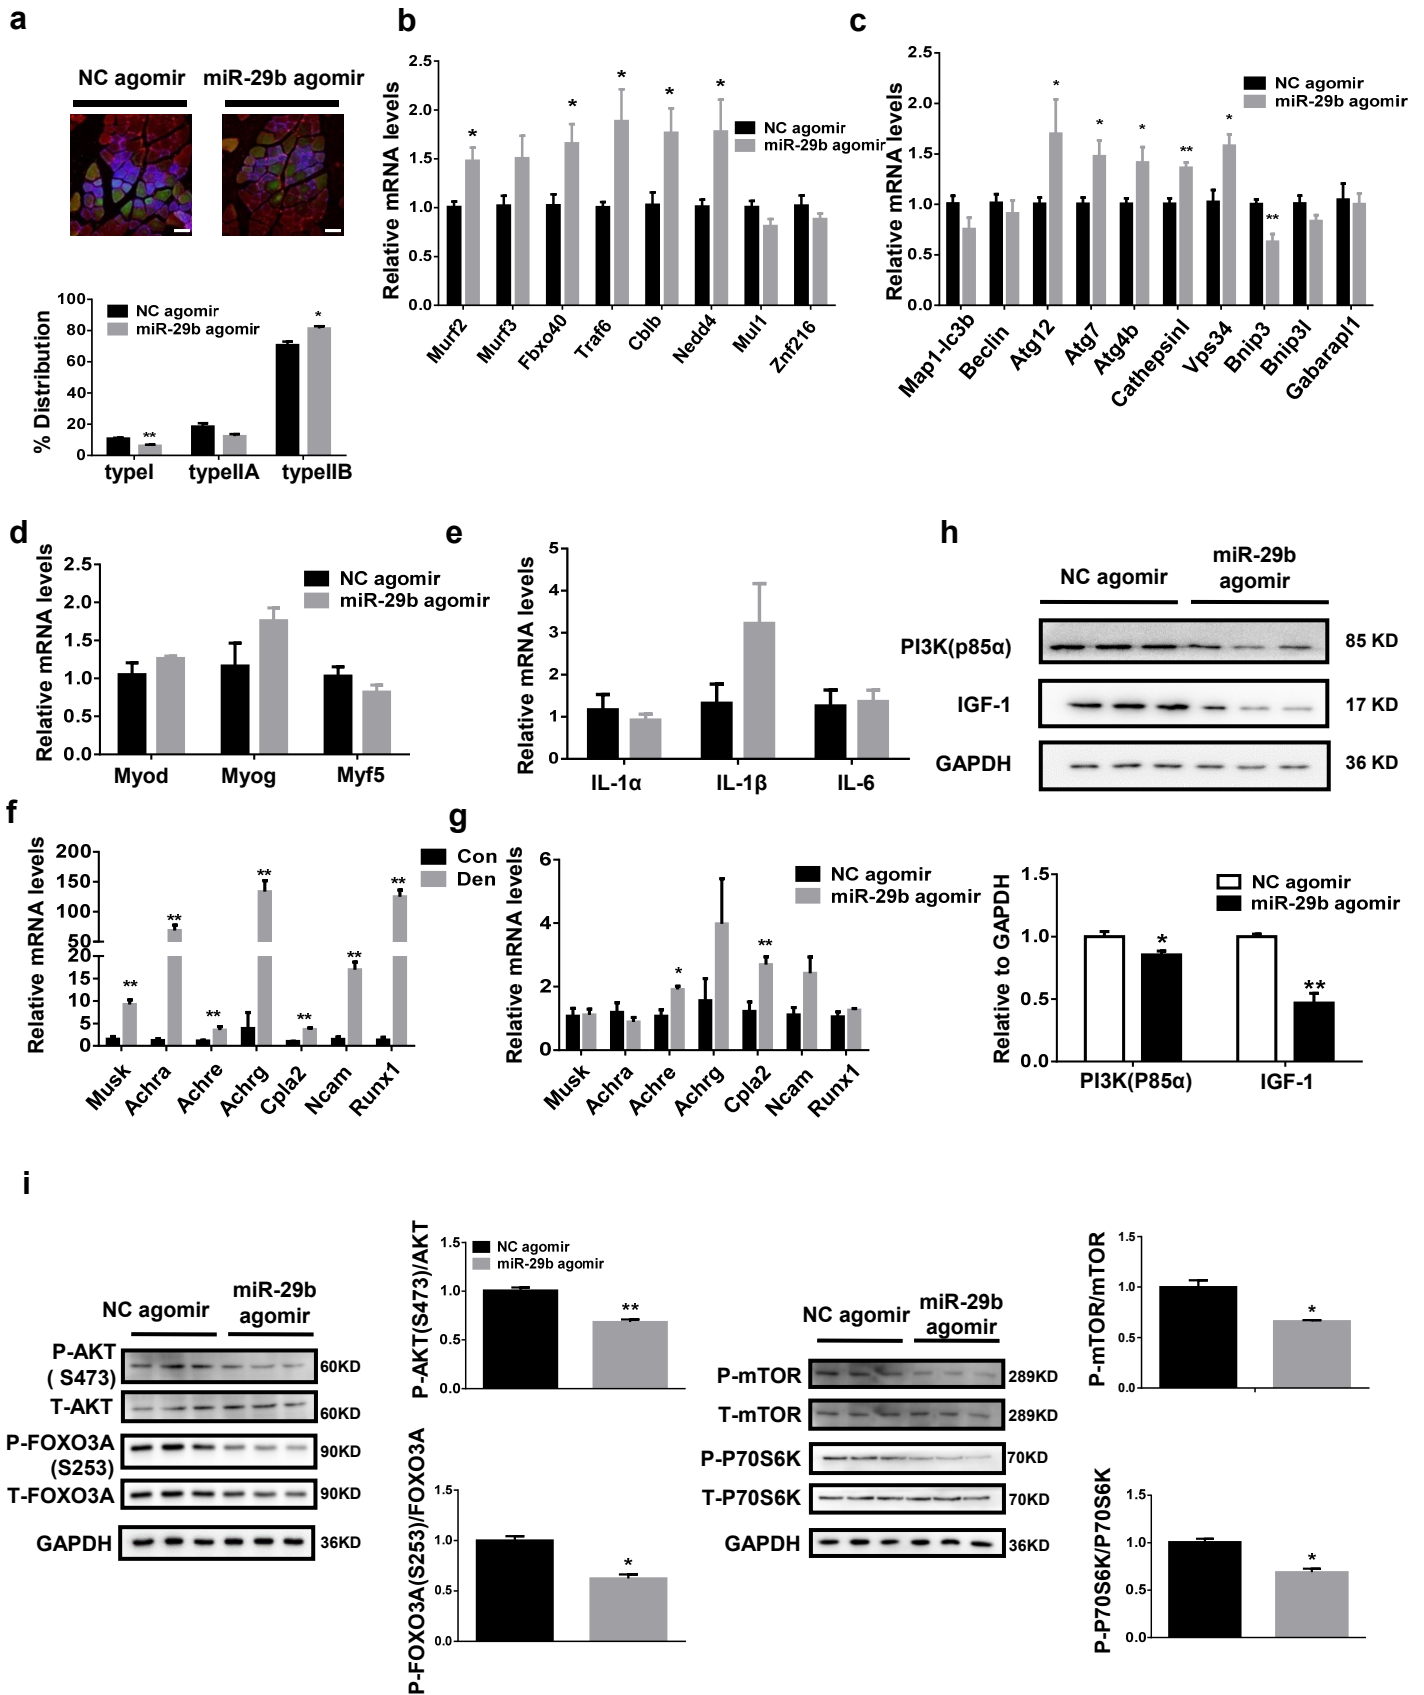 a
NC agomir
miR-29b agomir
% Distribution
100
80
60
40
20
0
NC agomir
miR-29b agomir
**
*
typeI
typeIIA
typeIIB
b
Relative mRNA levels
2.5
2.0
1.5
1.0
0.5
0.0
*
*
*
*
*
NC agomir
miR-29b agomir
Murf2
Murf3
Fbxo40
Traf6
Cblb
Nedd4
Mul1
Znf216
c
Relative mRNA levels
2.5
2.0
1.5
1.0
0.5
0.0
*
*
*
**
*
**
NC agomir
miR-29b agomir
Map1-lc3b
Beclin
Atg12
Atg7
Atg4b
Cathepsinl
Vps34
Bnip3
Bnip3l
Gabarapl1
d
Relative mRNA levels
2.5
2.0
1.5
1.0
0.5
0.0
NC agomir
miR-29b agomir
Myod
Myog
Myf5
e
Relative mRNA levels
5
4
3
2
1
0
IL-1α
IL-1β
IL-6
h
NC agomir
miR-29b
agomir
PI3K(p85α)
85 KD
IGF-1
17 KD
GAPDH
36 KD
f
Relative mRNA levels
200
150
100
50
20
15
10
5
0
**
**
**
**
**
**
**
Con
Den
Musk
Achra
Achre
Achrg
Cpla2
Ncam
Runx1
g
Relative mRNA levels
6
4
2
0
*
**
NC agomir
miR-29b agomir
Musk
Achra
Achre
Achrg
Cpla2
Ncam
Runx1
Relative to GAPDH
1.5
1.0
0.5
0.0
NC agomir
miR-29b agomir
*
**
PI3K(P85α)
IGF-1
i
NC agomir
miR-29b
agomir
P-AKT
( S473)
60KD
T-AKT
60KD
P-FOXO3A
(S253)
90KD
T-FOXO3A
90KD
GAPDH
36KD
P-AKT(S473)/AKT
1.5
1.0
0.5
0.0
NC agomir
miR-29b agomir
**
P-FOXO3A(S253)/FOXO3A
1.5
1.0
0.5
0.0
*
NC agomir
miR-29b
agomir
P-mTOR
289KD
T-mTOR
289KD
P-P70S6K
70KD
T-P70S6K
70KD
GAPDH
36KD
P-mTOR/mTOR
1.5
1.0
0.5
0.0
*
P-P70S6K/P70S6K
1.5
1.0
0.5
0.0
*